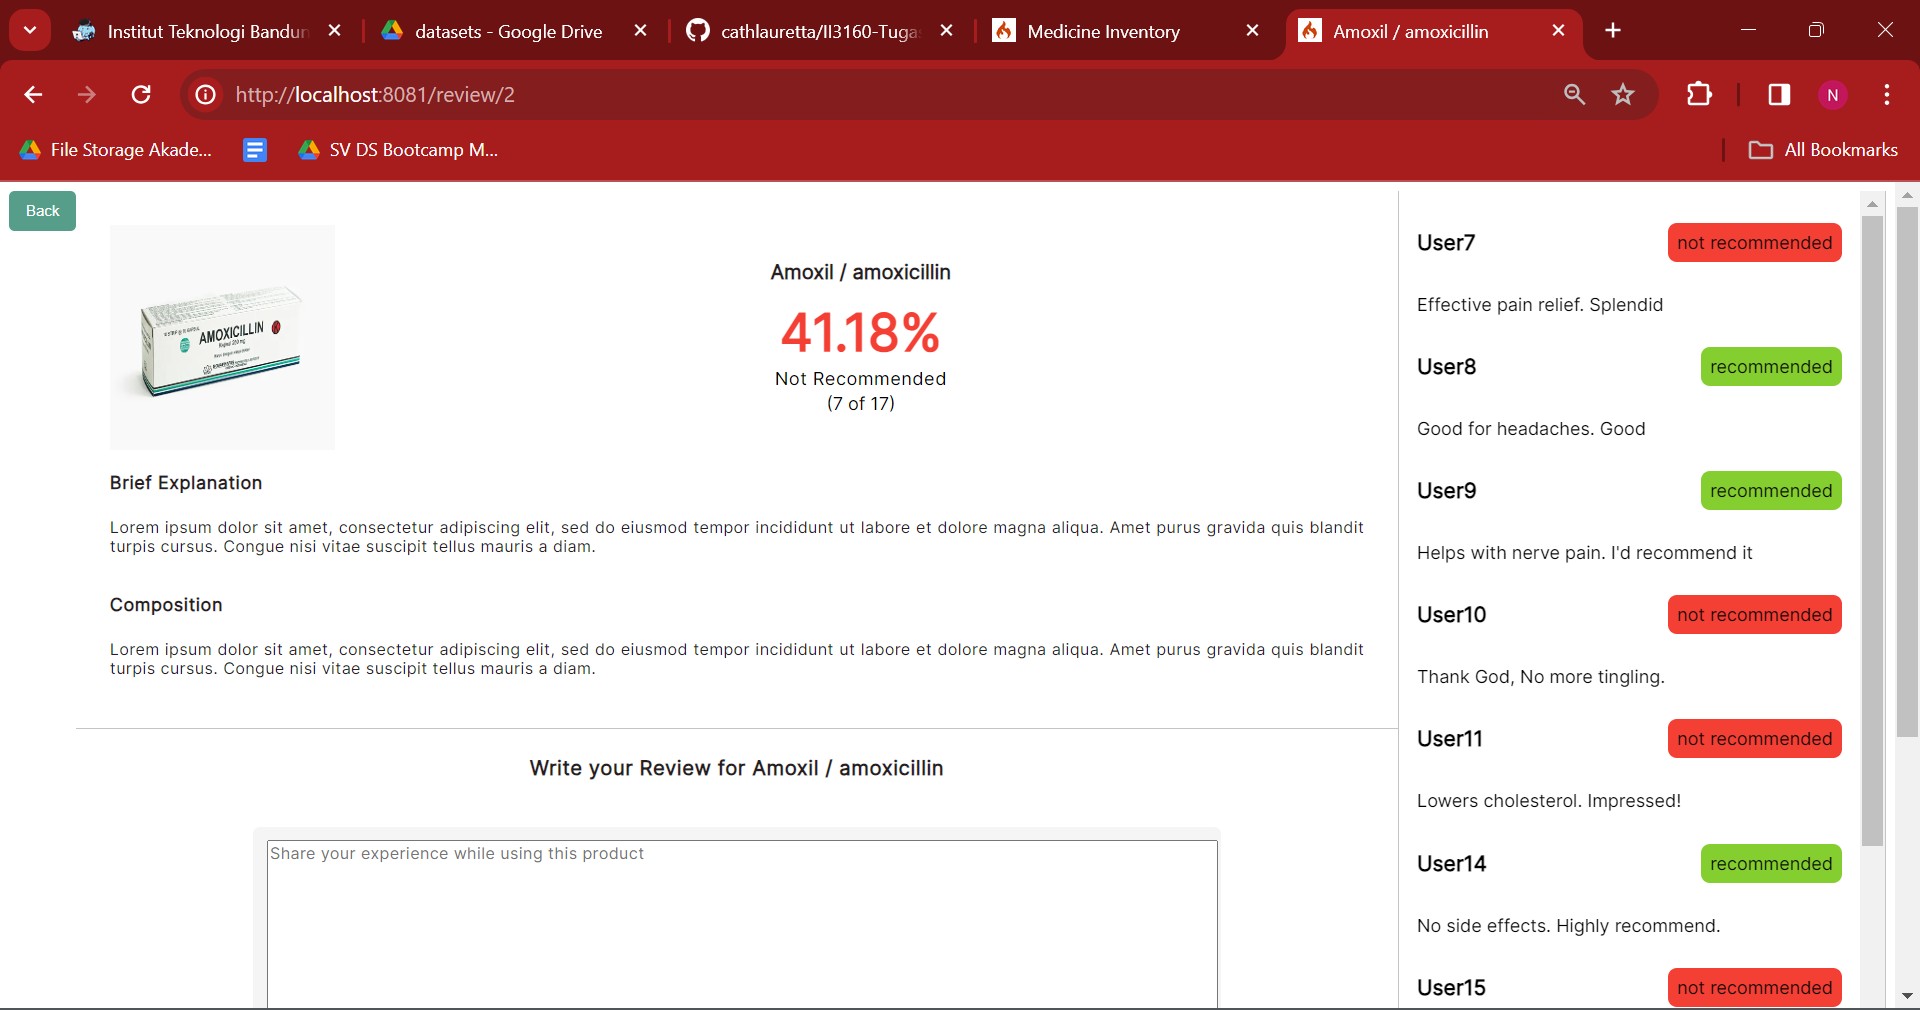 Institut Teknologi Bandun
datasets - Google Drive
cathlauretta/II3160-Tuga
Medicine Inventory
Amoxil / amoxicillin
http://localhost:8081/review/2
N
File Storage Akade...
SV DS Bootcamp M...
All Bookmarks
Back
AMOXICILLIN
Amoxil / amoxicillin
41.18%
Not Recommended
(7 of 17)
Brief Explanation
Lorem ipsum dolor sit amet, consectetur adipiscing elit, sed do eiusmod tempor incididunt ut labore et dolore magna aliqua. Amet purus gravida quis blandit
turpis cursus. Congue nisi vitae suscipit tellus mauris a diam.
Composition
Lorem ipsum dolor sit amet, consectetur adipiscing elit, sed do eiusmod tempor incididunt ut labore et dolore magna aliqua. Amet purus gravida quis blandit
turpis cursus. Congue nisi vitae suscipit tellus mauris a diam.
Write your Review for Amoxil / amoxicillin
Share your experience while using this product
User7
not recommended
Effective pain relief. Splendid
User8
recommended
Good for headaches. Good
User9
recommended
Helps with nerve pain. I'd recommend it
User10
not recommended
Thank God, No more tingling.
User11
not recommended
Lowers cholesterol. Impressed!
User14
recommended
No side effects. Highly recommend.
User15
not recommended